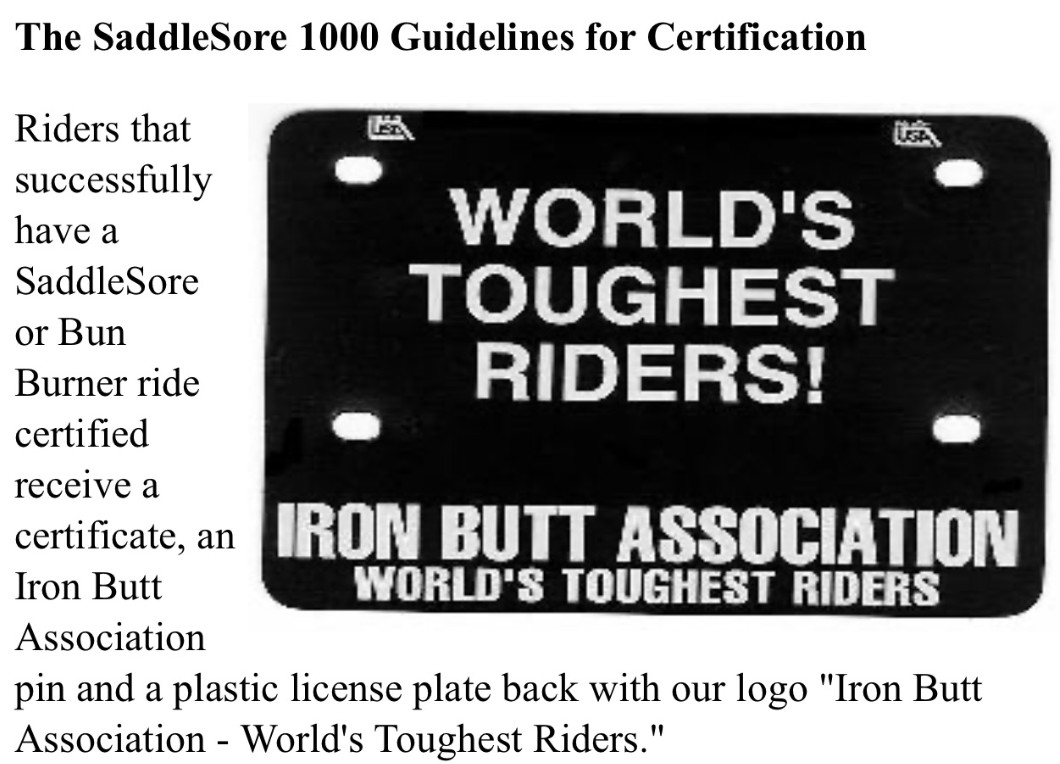 The SaddleSore 1000 Guidelines for Certification
Riders that
successfully
have a
SaddleSore
or Bun
Burner ride
certified
receive a
certificate, an
Iron Butt
Association
pin and a plastic license plate back with our logo "Iron Butt
Association - World's Toughest Riders."
USA
USA
WORLD'S
TOUGHEST
RIDERS!
IRON BUTT ASSOCIATION
WORLD'S TOUGHEST RIDERS